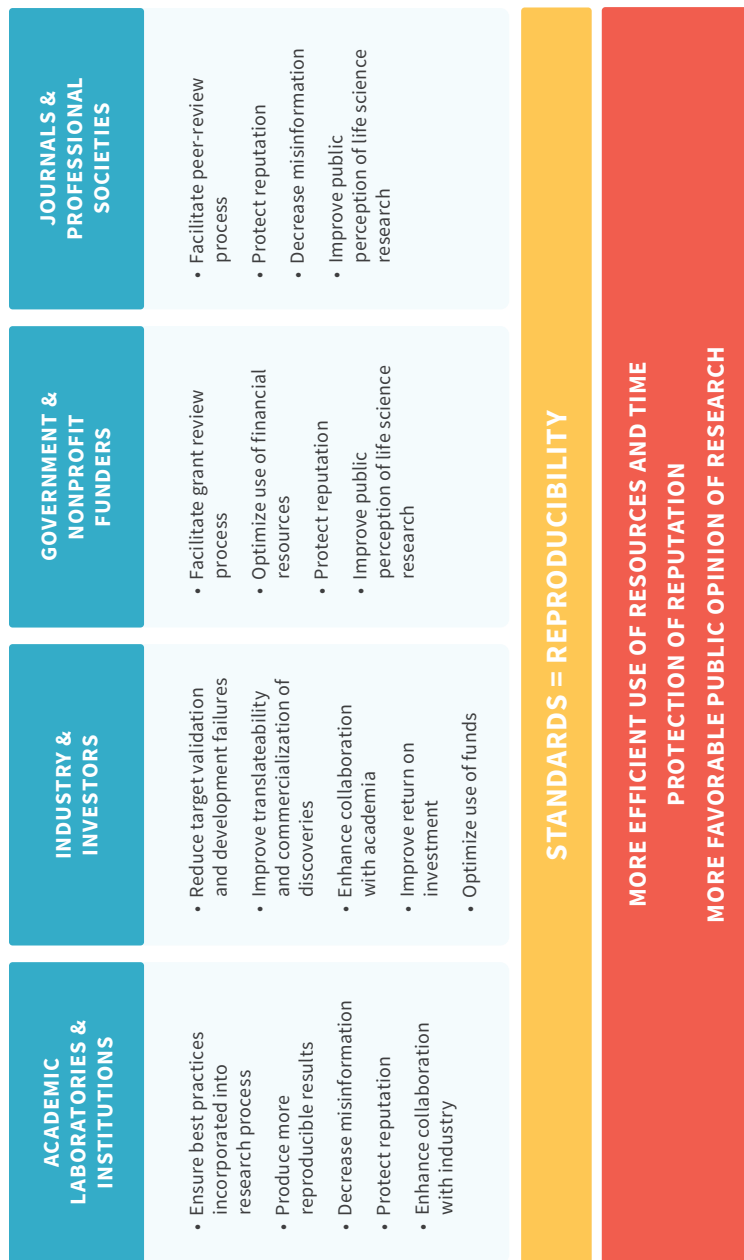 ACADEMIC
LABORATORIES &
INSTITUTIONS
• Ensure best practices
incorporated into
research process
• Produce more
reproducible results
• Decrease misinformation
• Protect reputation
• Enhance collaboration
with industry
INDUSTRY &
INVESTORS
• Reduce target validation
and development failures
• Improve translateability
and commercialization of
discoveries
• Enhance collaboration
with academia
• Improve return on
investment
• Optimize use of funds
GOVERNMENT &
NONPROFIT
FUNDERS
• Facilitate grant review
process
• Optimize use of financial
resources
• Protect reputation
• Improve public
perception of life science
research
JOURNALS &
PROFESSIONAL
SOCIETIES
• Facilitate peer-review
process
• Protect reputation
• Decrease misinformation
• Improve public
perception of life science
research
STANDARDS = REPRODUCIBILITY
MORE EFFICIENT USE OF RESOURCES AND TIME
PROTECTION OF REPUTATION
MORE FAVORABLE PUBLIC OPINION OF RESEARCH